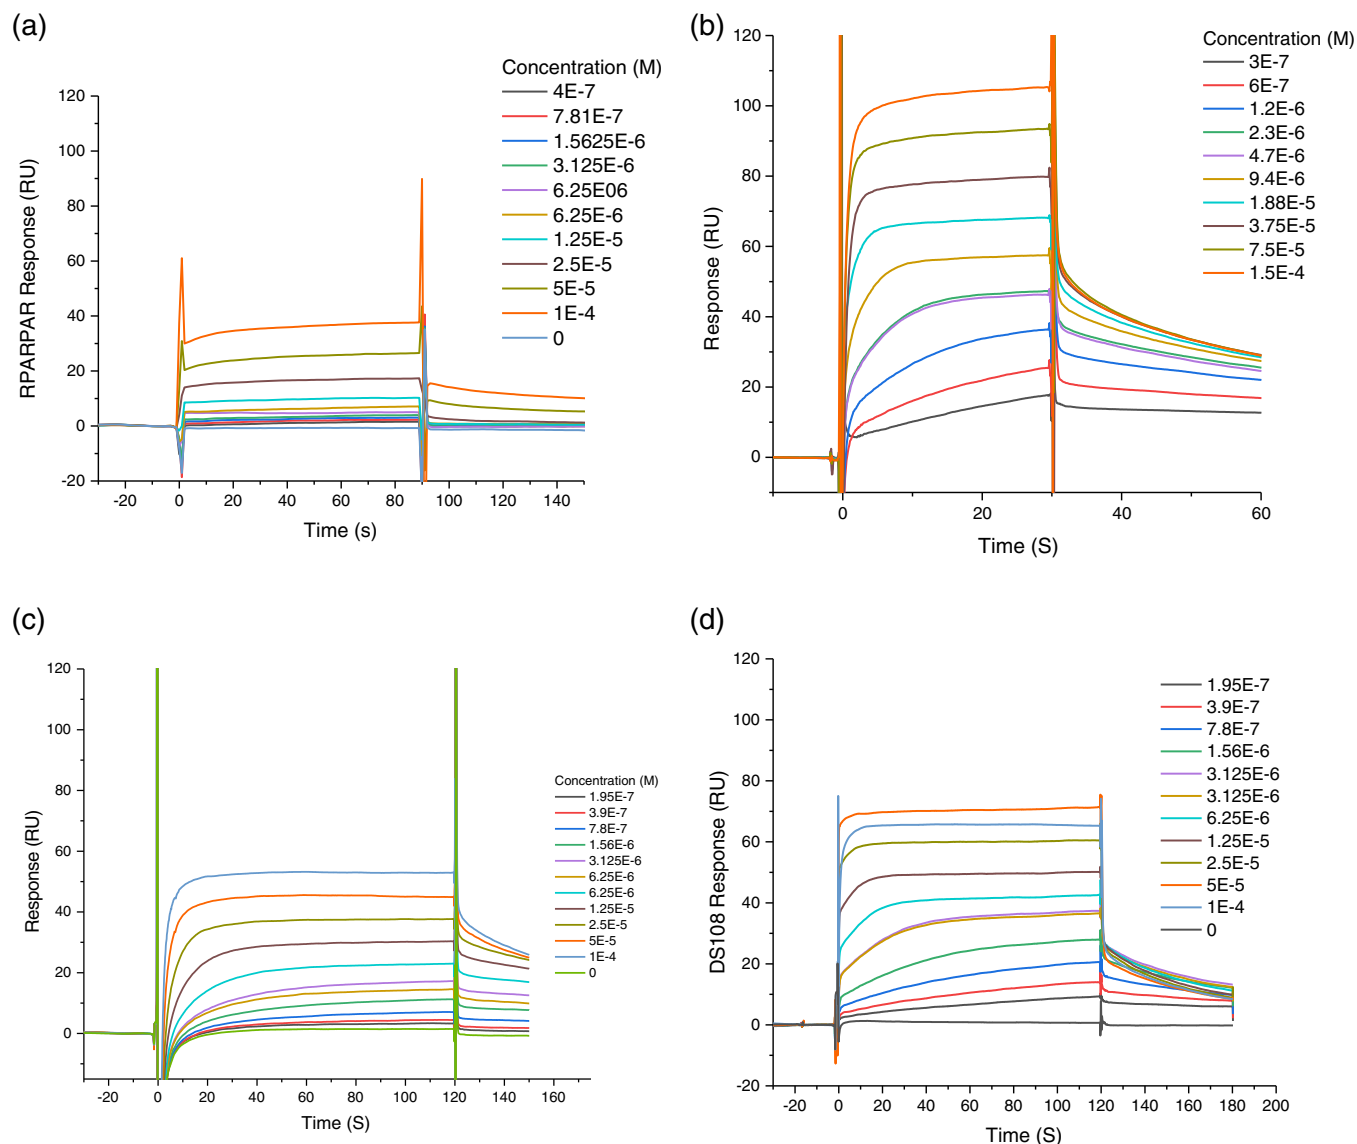 (a)
Concentration (M)
4E-7
7.81E-7
1.5625E-6
3.125E-6
6.25E06
6.25E-6
1.25E-5
2.5E-5
5E-5
1E-4
0
120
100
80
60
40
20
0
-20
RPARPAR Response (RU)
-20 0 20 40 60 80 100 120 140
Time (s)
(b)
Concentration (M)
3E-7
6E-7
1.2E-6
2.3E-6
4.7E-6
9.4E-6
1.88E-5
3.75E-5
7.5E-5
1.5E-4
120
100
80
60
40
20
0
Response (RU)
0 20 40 60
Time (S)
(c)
120
100
80
60
40
20
0
Response (RU)
Concentration (M)
1.95E-7
3.9E-7
7.8E-7
1.56E-6
3.125E-6
6.25E-6
6.25E-6
1.25E-5
2.5E-5
5E-5
1E-4
0
-20 0 20 40 60 80 100 120 140 160
Time (S)
(d)
120
100
80
60
40
20
0
-20
DS108 Response (RU)
1.95E-7
3.9E-7
7.8E-7
1.56E-6
3.125E-6
3.125E-6
6.25E-6
1.25E-5
2.5E-5
5E-5
1E-4
0
-20 0 20 40 60 80 100 120 140 160 180 200
Time (S)